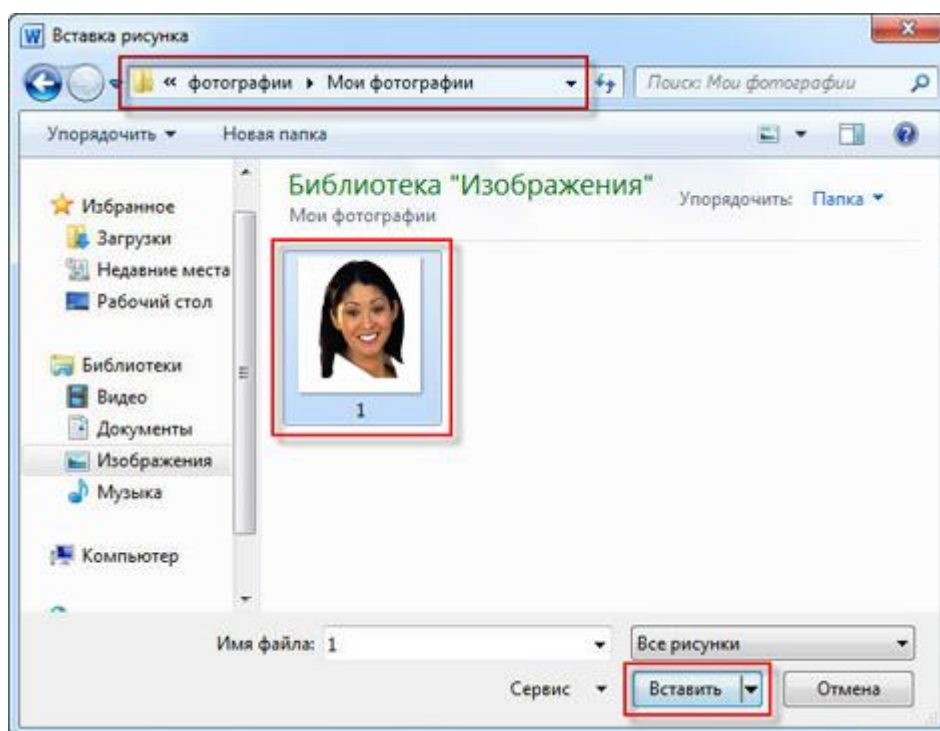 Вставка рисунка
« фотографии ▸ Мои фотографии
Поиск: Мои фотографии
Упорядочить
Новая папка
Избранное
Загрузки
Недавние места
Рабочий стол
Библиотеки
Видео
Документы
Изображения
Музыка
Компьютер
Библиотека "Изображения"
Мои фотографии
Упорядочить: Папка
1
Имя файла: 1
Все рисунки
Сервис
Вставить
Отмена